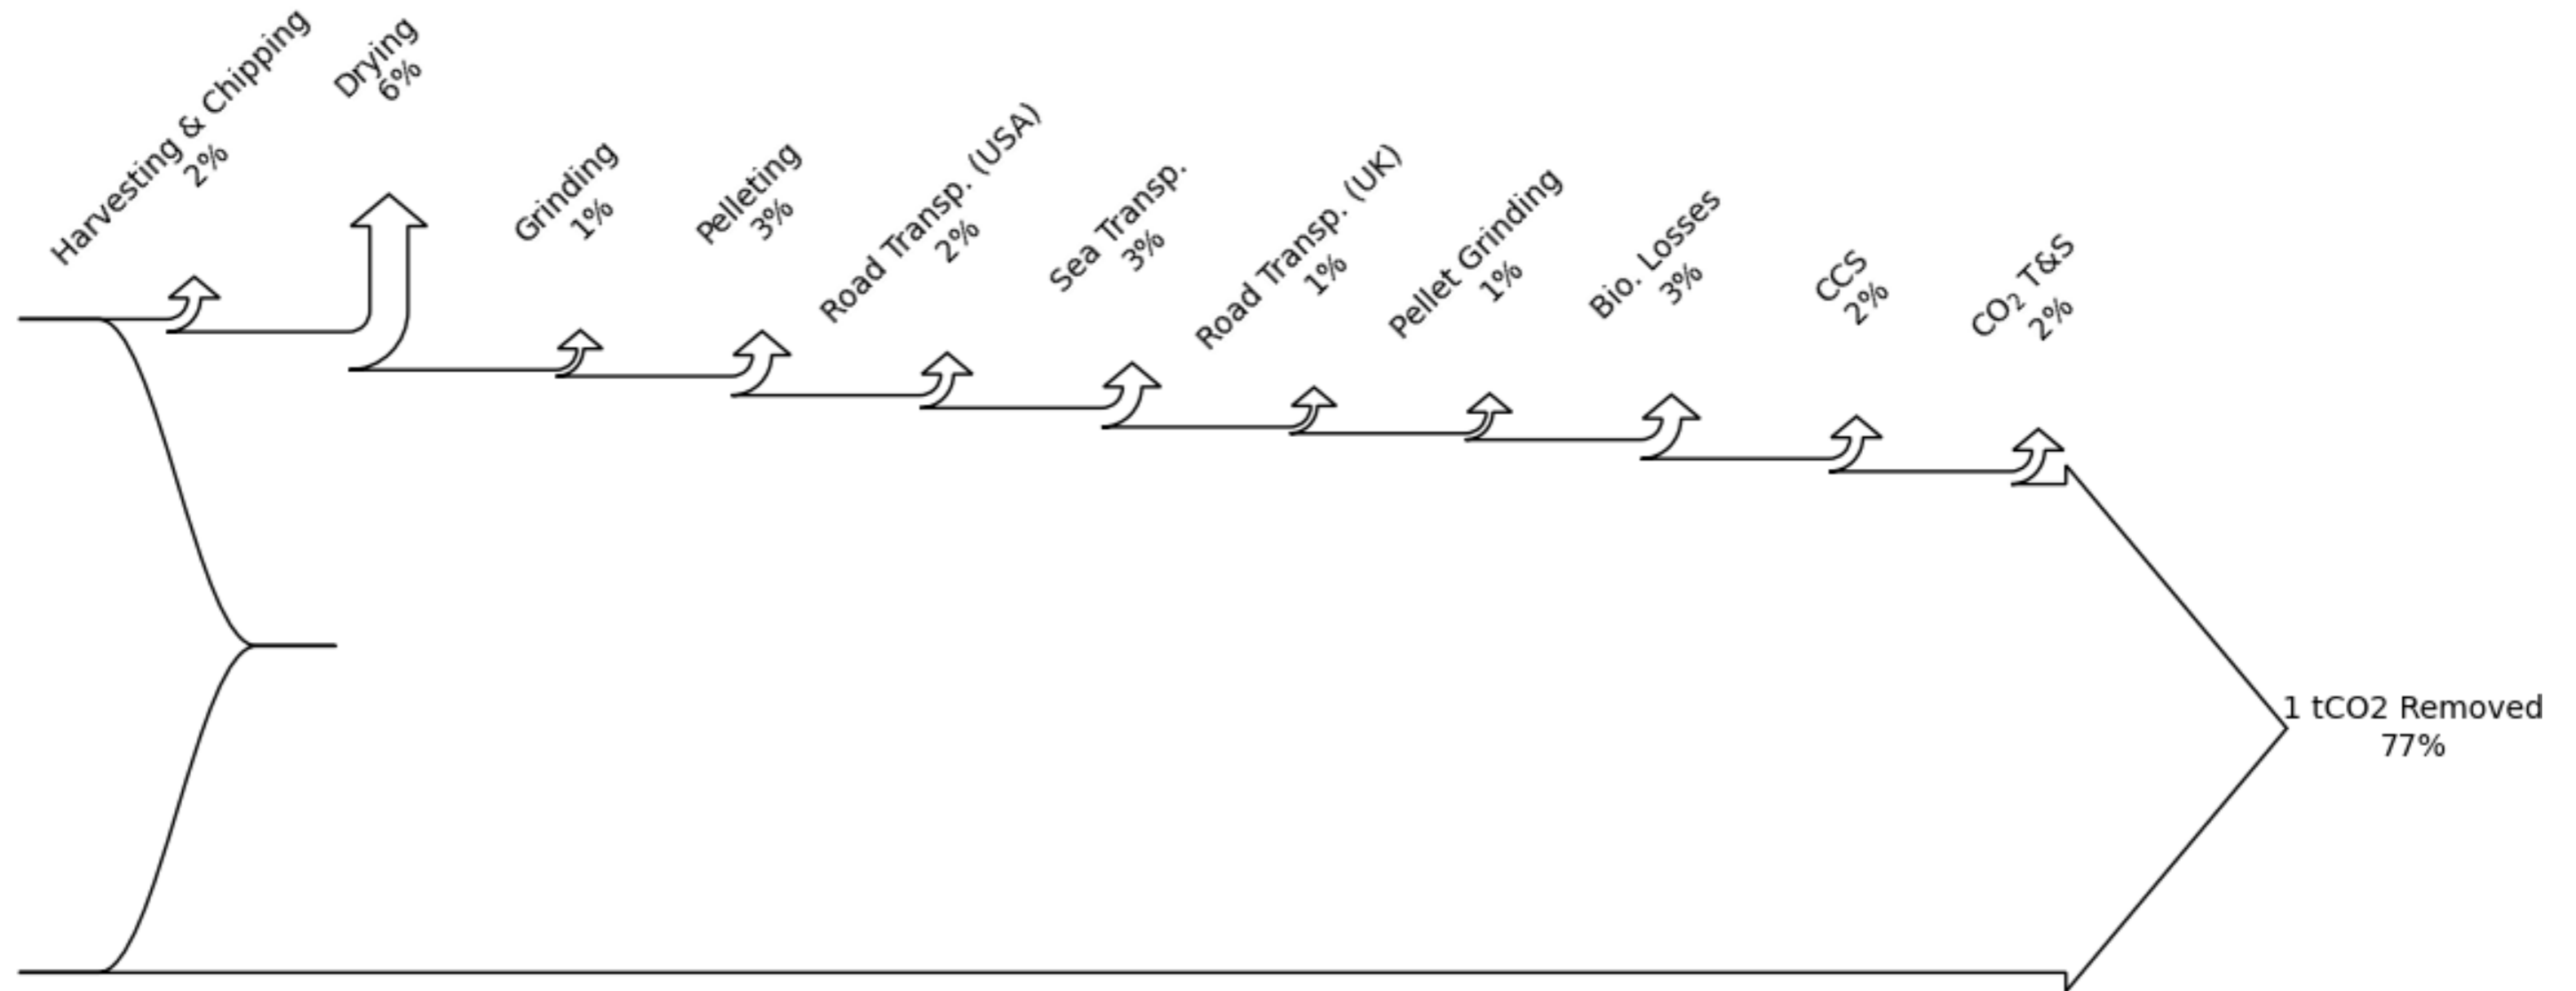 Harvesting & Chipping
2%
Drying
6%
Grinding
1%
Pelleting
3%
Road Transp. (USA)
2%
Sea Transp.
3%
Road Transp. (UK)
1%
Pellet Grinding
1%
Bio. Losses
3%
CCS
2%
CO₂ T&S
2%
1 tCO2 Removed
77%